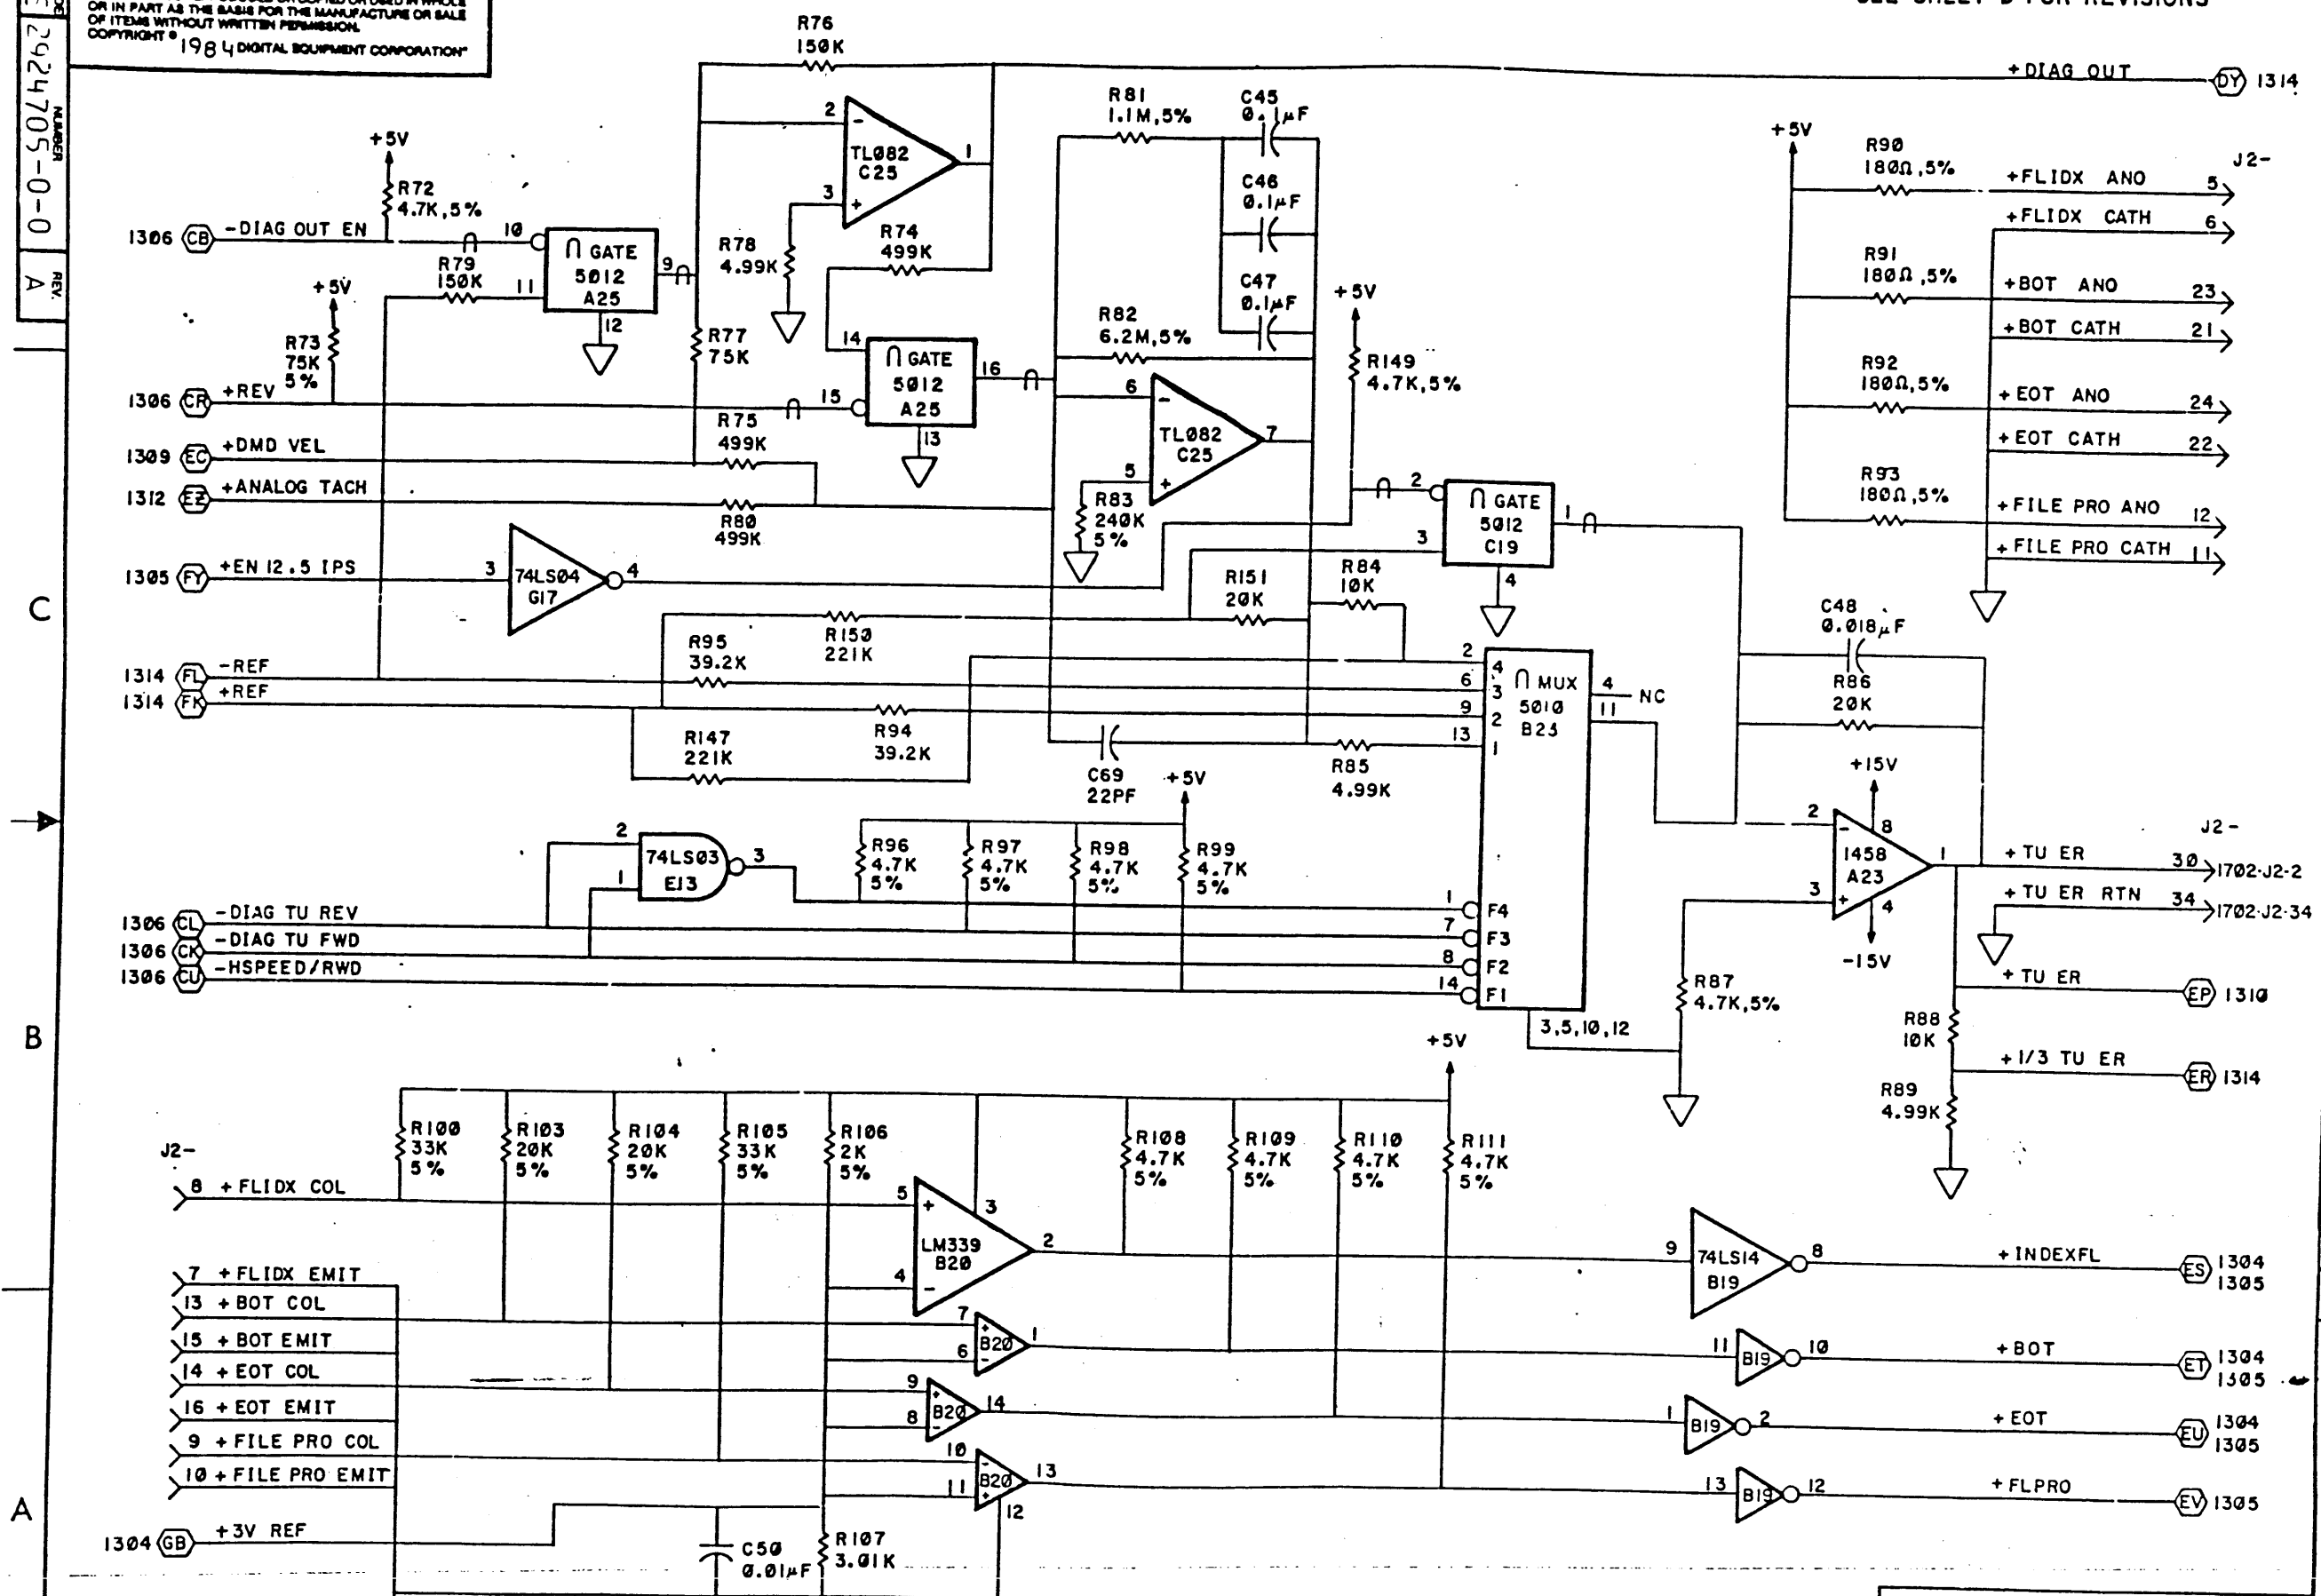 OR IN PART AS THE BASIS FOR THE MANUFACTURE OR SALE
OF ITEMS WITHOUT WRITTEN PERMISSION.
COPYRIGHT © 1984 DIGITAL EQUIPMENT CORPORATION"
NUMBER
2924705-0-0
REV.
A
C
B
A
R76
150K
+DIAG OUT
DY 1314
2
-
TL082
C25
1
3
+
R81
1.1M,5%
C45
0.1µF
C46
0.1µF
C47
0.1µF
+5V
R72
4.7K,5%
1306 CB -DIAG OUT EN
10
R79
150K
11
∩ GATE
5012
A25
9
12
R78
4.99K
R74
499K
+5V
R73
75K
5%
R77
75K
14
∩ GATE
5012
A25
16
15
13
R82
6.2M,5%
1306 CR +REV
R75
499K
1309 EC +DMD VEL
1312 EZ +ANALOG TACH
R80
499K
6
-
TL082
C25
7
5
+
R83
240K
5%
+5V
R149
4.7K,5%
2
∩ GATE
5012
C19
1
3
4
1305 FY +EN 12.5 IPS
3
74LS04
G17
4
R151
20K
R84
10K
R150
221K
R95
39.2K
1314 FL -REF
1314 FK +REF
R94
39.2K
R147
221K
C69
22PF
R85
4.99K
2
4
6
3
9
2
13
1
∩ MUX
5010
B23
4
NC
11
+5V
R90
180Ω,5%
J2-
+FLIDX ANO
5
+FLIDX CATH
6
R91
180Ω,5%
+BOT ANO
23
+BOT CATH
21
R92
180Ω,5%
+EOT ANO
24
+EOT CATH
22
R93
180Ω,5%
+FILE PRO ANO
12
+FILE PRO CATH
11
C48
0.018µF
R86
20K
+15V
2
-
8
1458
A23
1
3
+
4
-15V
J2-
+TU ER
30
1702-J2-2
+TU ER RTN
34
1702-J2-34
+TU ER
EP 1310
R88
10K
+1/3 TU ER
ER 1314
R89
4.99K
R87
4.7K,5%
+5V
2
74LS03
E13
3
1
R96
4.7K
5%
R97
4.7K
5%
R98
4.7K
5%
R99
4.7K
5%
1306 CL -DIAG TU REV
1306 CK -DIAG TU FWD
1306 CU -HSPEED/RWD
1
F4
7
F3
8
F2
14
F1
3,5,10,12
+5V
R100
33K
5%
R103
20K
5%
R104
20K
5%
R105
33K
5%
R106
2K
5%
R108
4.7K
5%
R109
4.7K
5%
R110
4.7K
5%
R111
4.7K
5%
J2-
8 +FLIDX COL
5
+
3
LM339
B20
2
4
-
9
74LS14
B19
8
+INDEXFL
ES 1304
1305
7 +FLIDX EMIT
13 +BOT COL
7
+
B20
1
6
-
11
B19
10
+BOT
ET 1304
1305
15 +BOT EMIT
14 +EOT COL
9
+
B20
14
8
-
1
B19
2
+EOT
EU 1304
1305
16 +EOT EMIT
9 +FILE PRO COL
10
-
B20
13
11
+
12
13
B19
12
+FLPRO
EV 1305
10 +FILE PRO EMIT
1304 GB +3V REF
C50
0.01µF
R107
3.01K